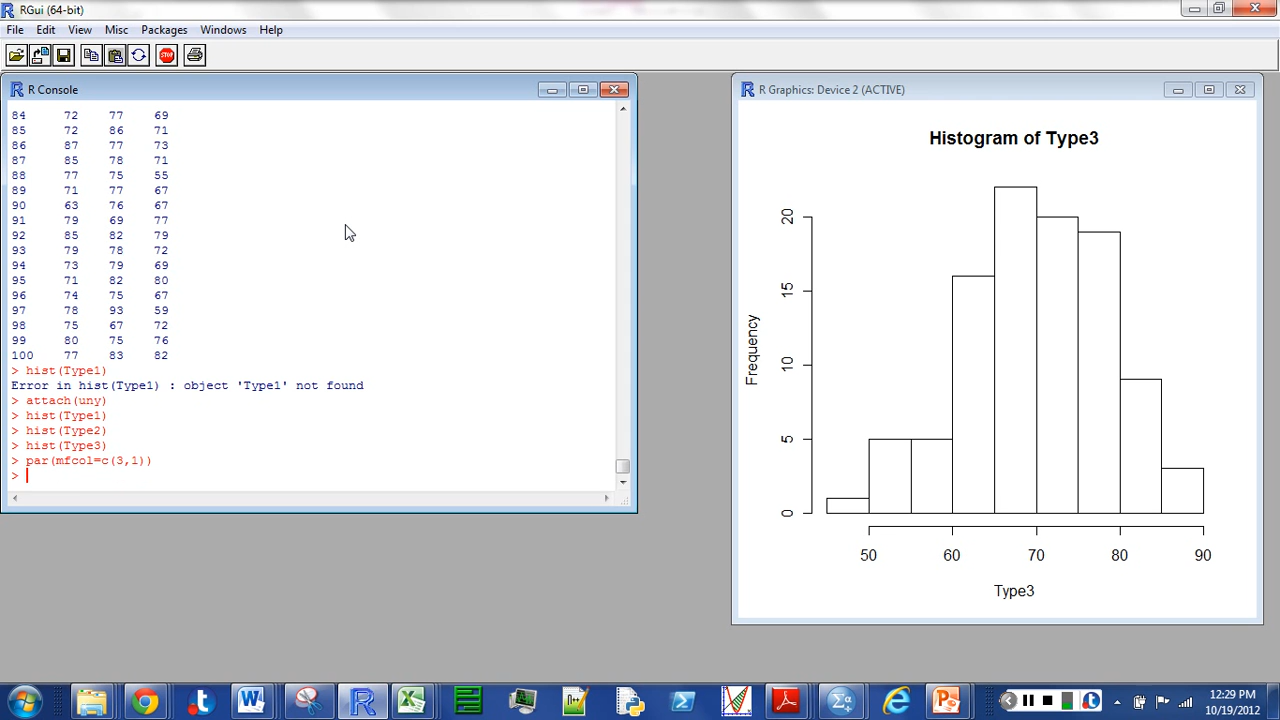 RGui (64-bit)
File Edit View Misc Packages Windows Help
STOP
R Console
84 72 77 69
85 72 86 71
86 87 77 73
87 85 78 71
88 77 75 55
89 71 77 67
90 63 76 67
91 79 69 77
92 85 82 79
93 79 78 72
94 73 79 69
95 71 82 80
96 74 75 67
97 78 93 59
98 75 67 72
99 80 75 76
100 77 83 82
> hist(Type1)
Error in hist(Type1) : object 'Type1' not found
> attach(uny)
> hist(Type1)
> hist(Type2)
> hist(Type3)
> par(mfcol=c(3,1))
>
R Graphics: Device 2 (ACTIVE)
Histogram of Type3
Frequency
20
15
10
5
0
50 60 70 80 90
Type3
12:29 PM
10/19/2012